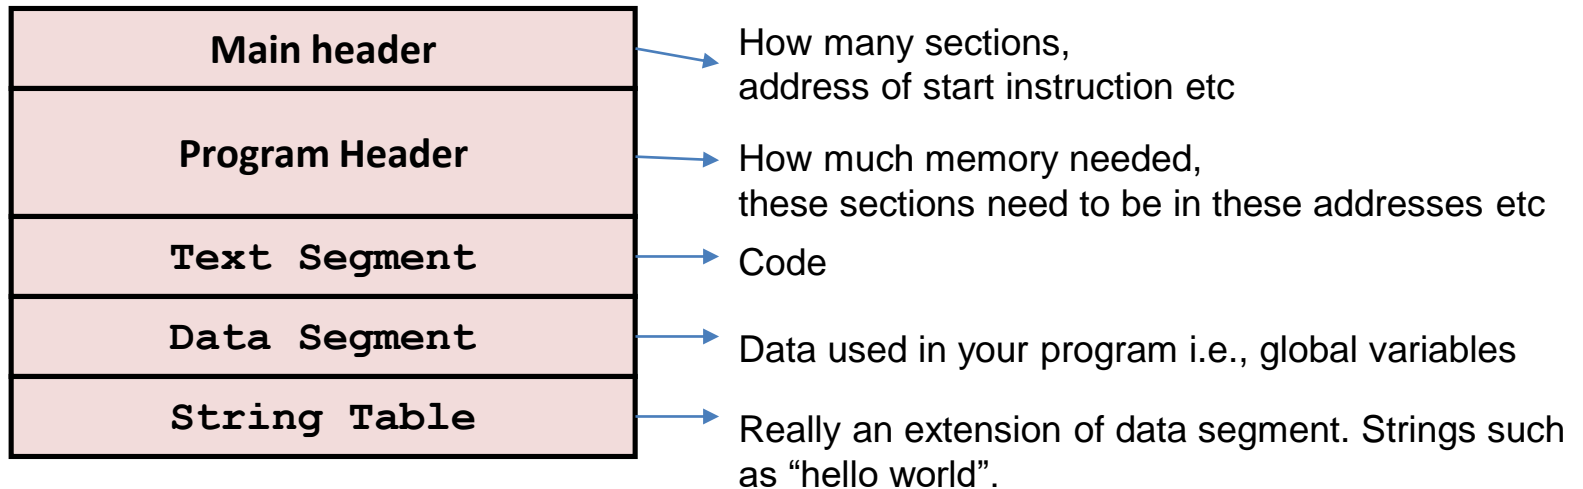 Main header
How many sections,
address of start instruction etc
Program Header
How much memory needed,
these sections need to be in these addresses etc
Text Segment
Code
Data Segment
Data used in your program i.e., global variables
String Table
Really an extension of data segment. Strings such
as “hello world”.